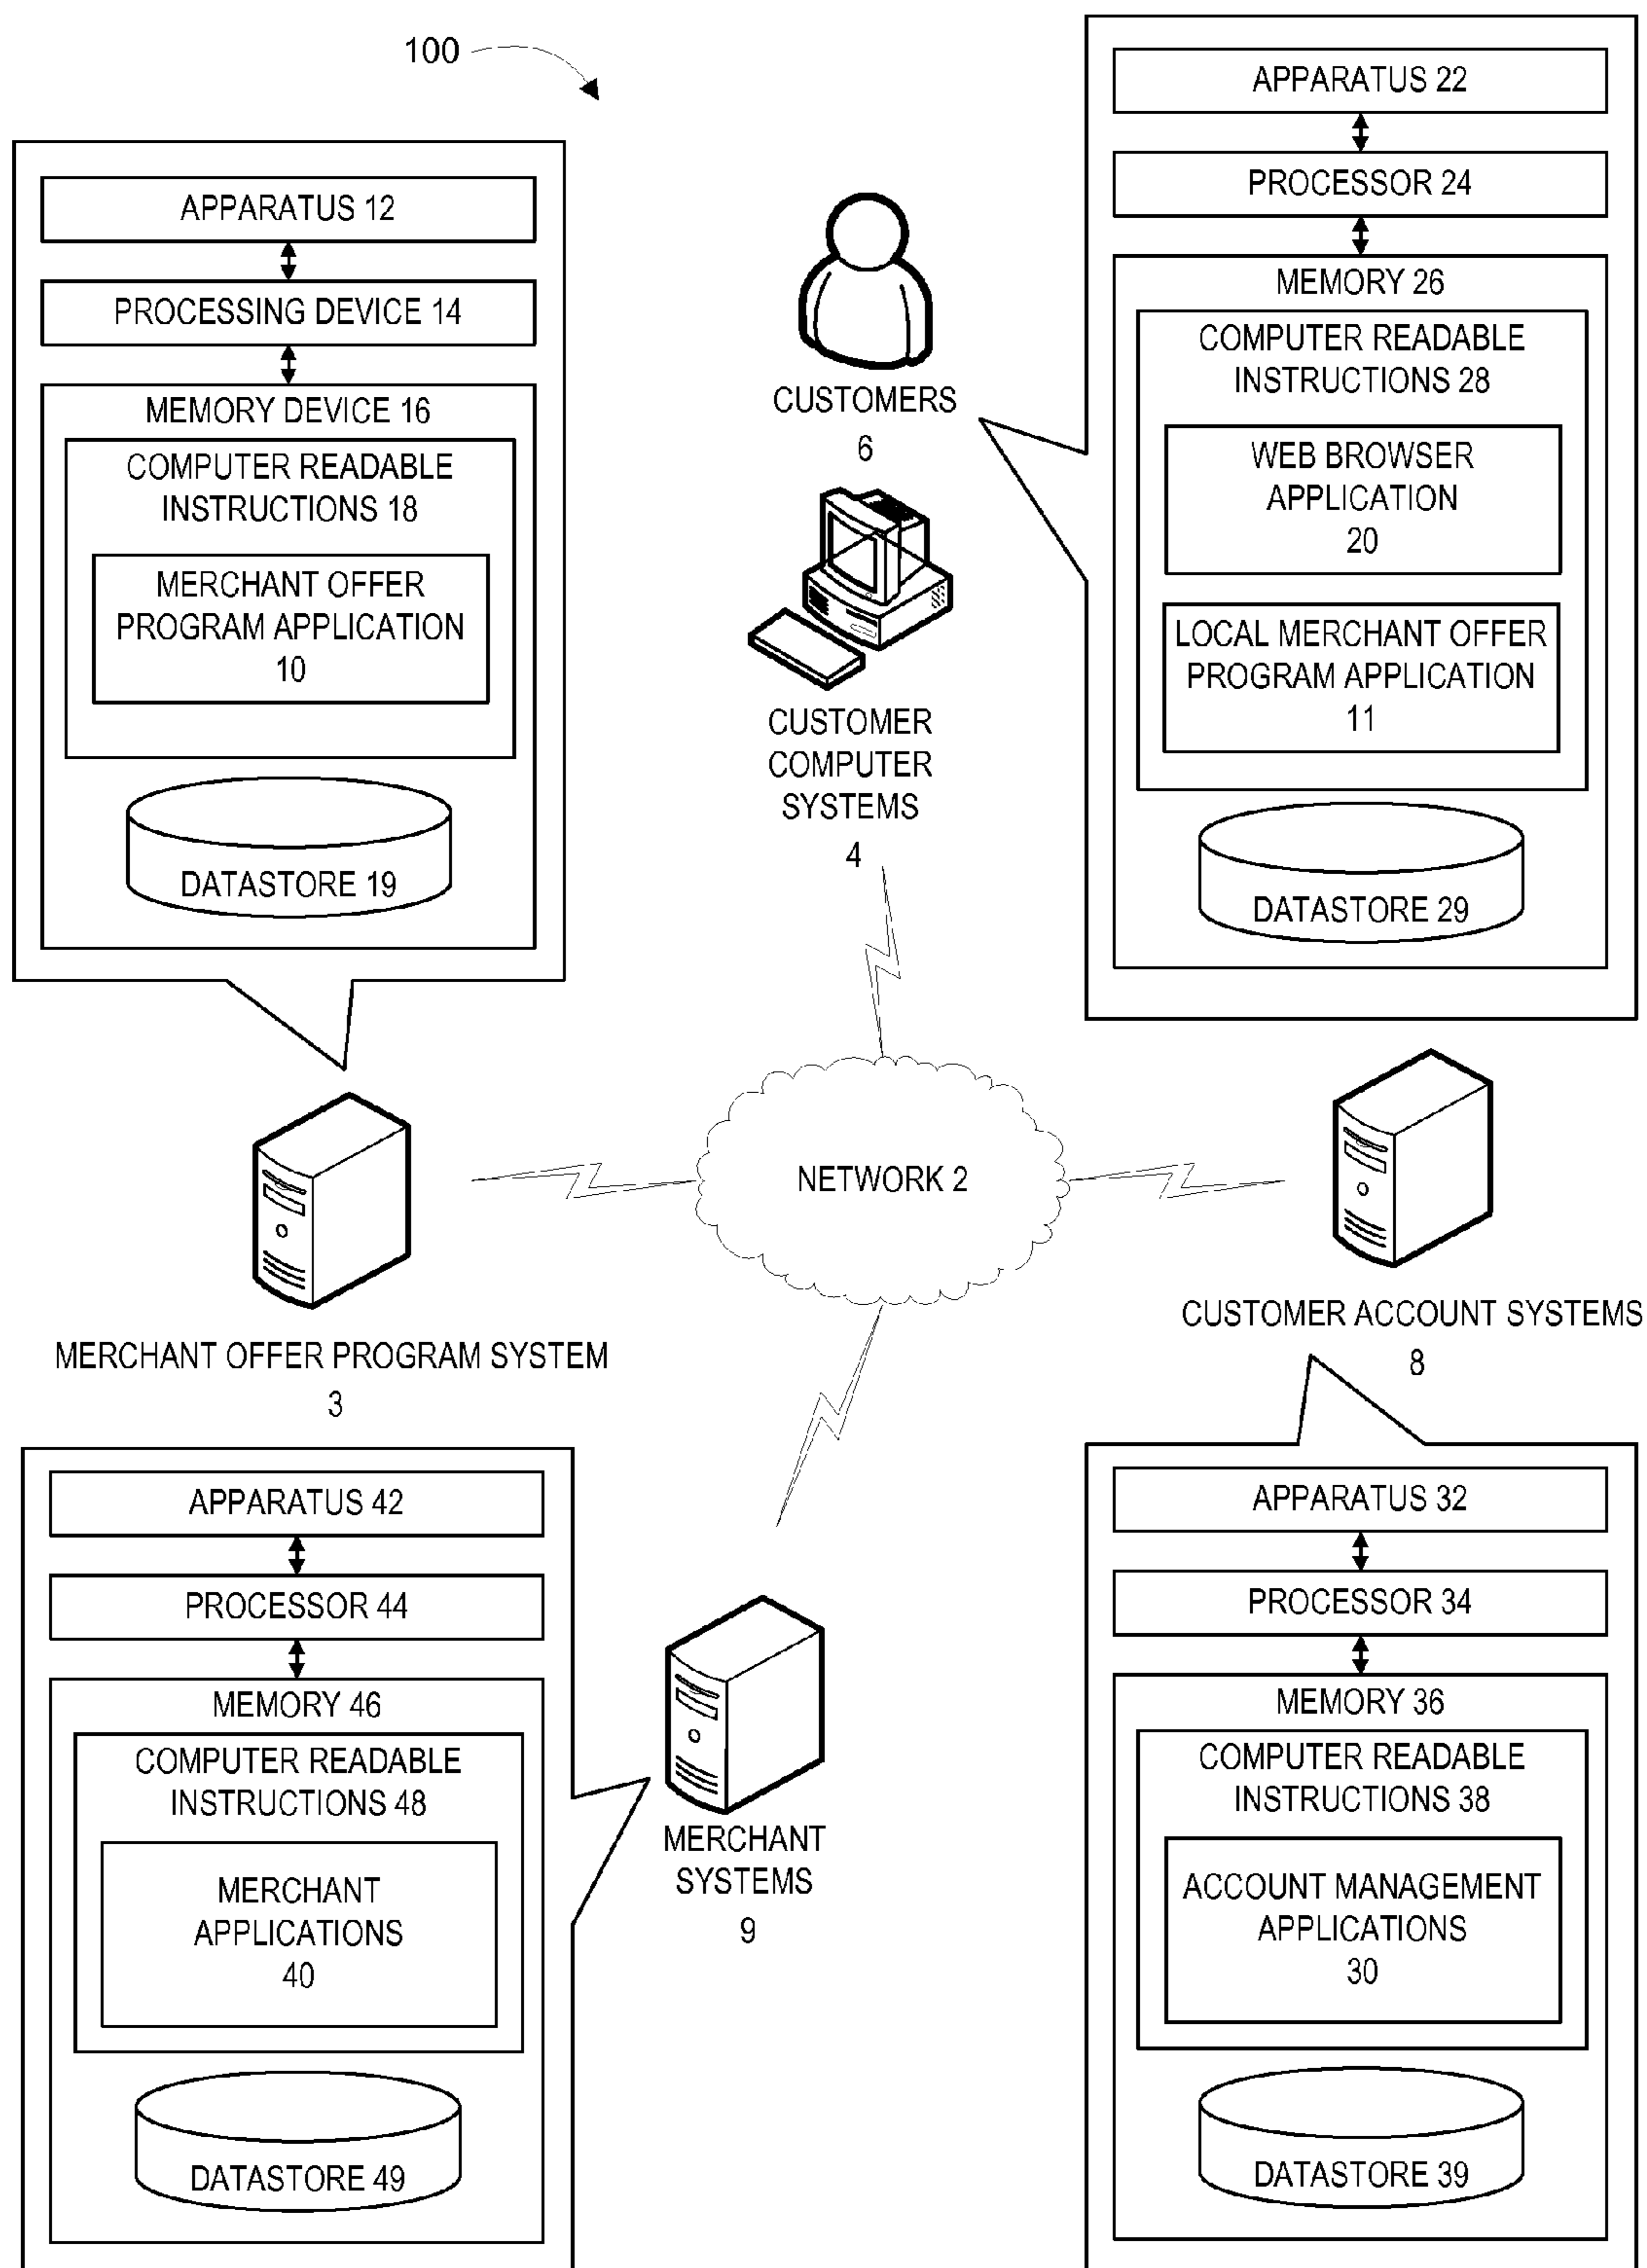 100
APPARATUS 12
PROCESSING DEVICE 14
MEMORY DEVICE 16
COMPUTER READABLE
INSTRUCTIONS 18
MERCHANT OFFER
PROGRAM APPLICATION
10
DATASTORE 19
CUSTOMERS
6
CUSTOMER
COMPUTER
SYSTEMS
4
APPARATUS 22
PROCESSOR 24
MEMORY 26
COMPUTER READABLE
INSTRUCTIONS 28
WEB BROWSER
APPLICATION
20
LOCAL MERCHANT OFFER
PROGRAM APPLICATION
11
DATASTORE 29
NETWORK 2
MERCHANT OFFER PROGRAM SYSTEM
3
CUSTOMER ACCOUNT SYSTEMS
8
APPARATUS 42
PROCESSOR 44
MEMORY 46
COMPUTER READABLE
INSTRUCTIONS 48
MERCHANT
APPLICATIONS
40
DATASTORE 49
MERCHANT
SYSTEMS
9
APPARATUS 32
PROCESSOR 34
MEMORY 36
COMPUTER READABLE
INSTRUCTIONS 38
ACCOUNT MANAGEMENT
APPLICATIONS
30
DATASTORE 39